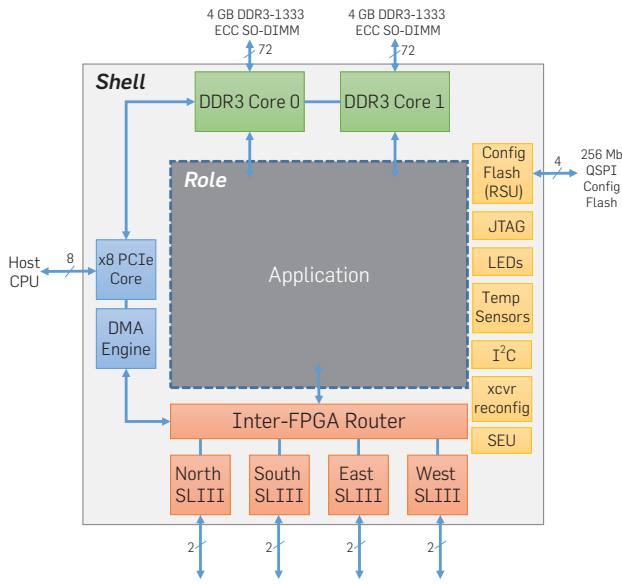 4 GB DDR3-1333
ECC SO-DIMM
4 GB DDR3-1333
ECC SO-DIMM
72
72
Shell
DDR3 Core 0
DDR3 Core 1
Role
Application
Config
Flash
(RSU)
4
256 Mb
QSPI
Config
Flash
JTAG
LEDs
Temp
Sensors
I²C
xcvr
reconfig
SEU
Host
CPU
8
x8 PCIe
Core
DMA
Engine
Inter-FPGA Router
North
SLIII
South
SLIII
East
SLIII
West
SLIII
2
2
2
2